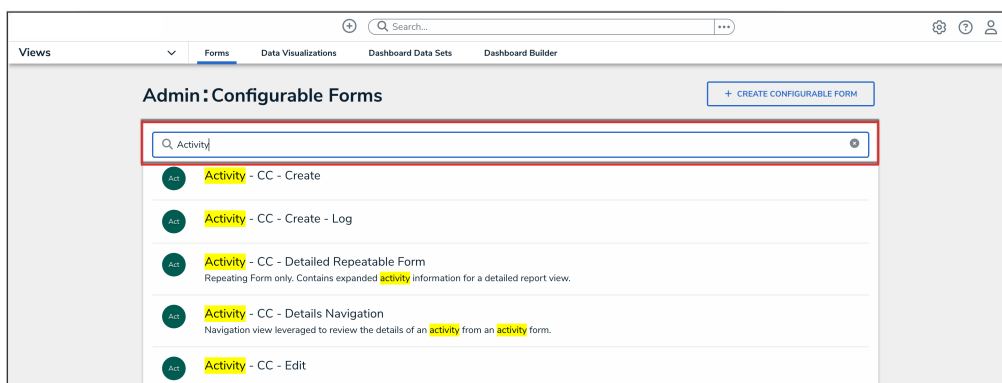 Search...
Views
Forms Data Visualizations Dashboard Data Sets Dashboard Builder
Admin: Configurable Forms
+ CREATE CONFIGURABLE FORM
Activity
Act Activity - CC - Create
Act Activity - CC - Create - Log
Act Activity - CC - Detailed Repeatable Form
Repeating Form only. Contains expanded activity information for a detailed report view.
Act Activity - CC - Details Navigation
Navigation view leveraged to review the details of an activity from an activity form.
Act Activity - CC - Edit